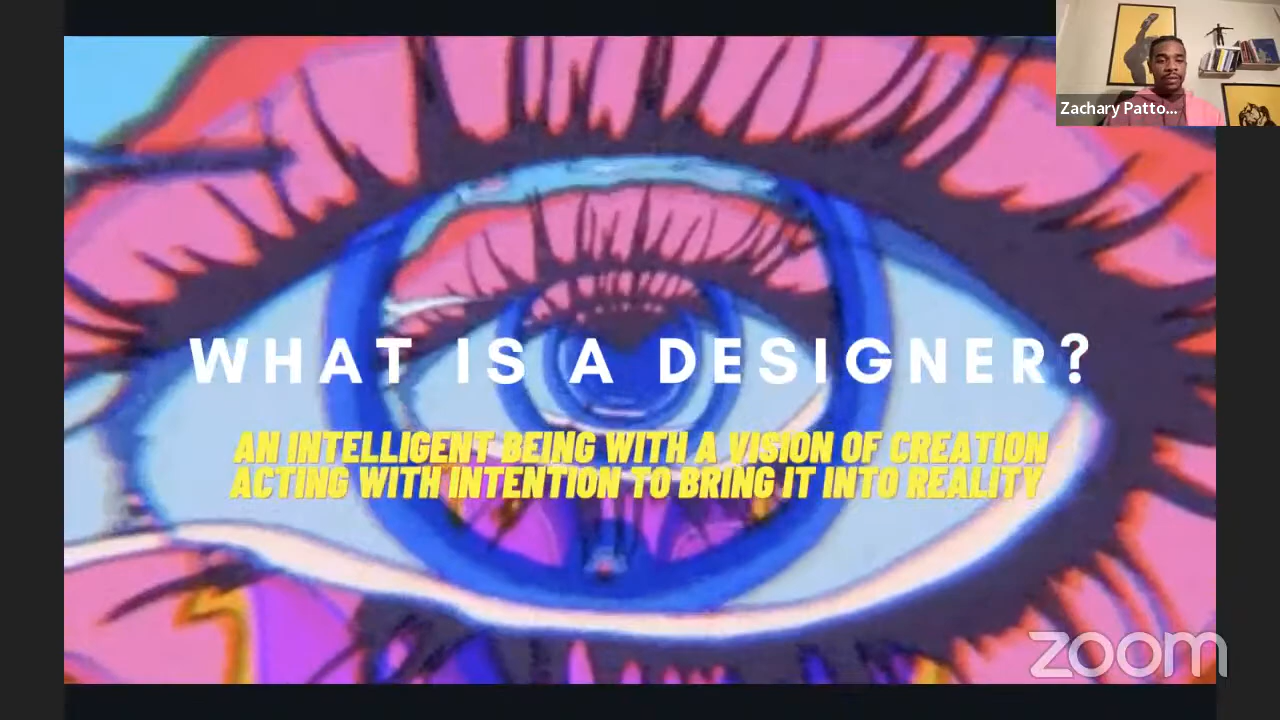 Zachary Patto...
WHAT IS A DESIGNER?
AN INTELLIGENT BEING WITH A VISION OF CREATION
ACTING WITH INTENTION TO BRING IT INTO REALITY
zoom